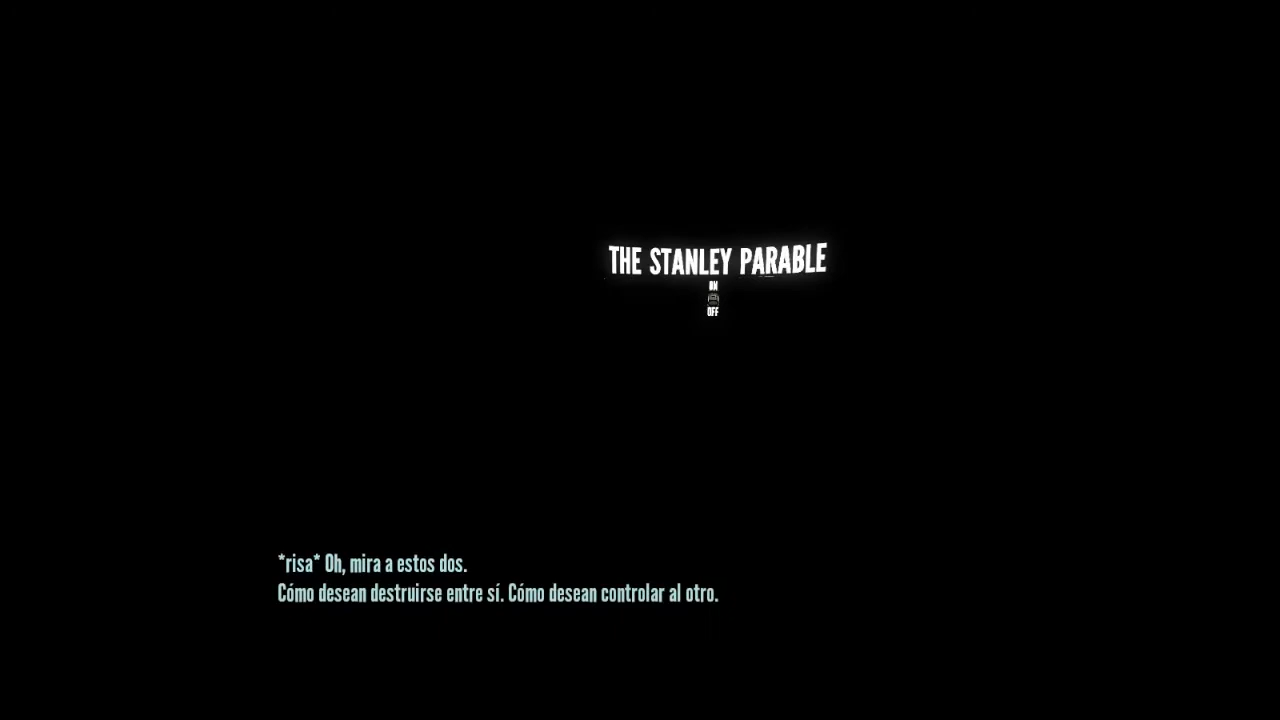 THE STANLEY PARABLE
ON
OFF
*risa* Oh, mira a estos dos.
Cómo desean destruirse entre sí. Cómo desean controlar al otro.